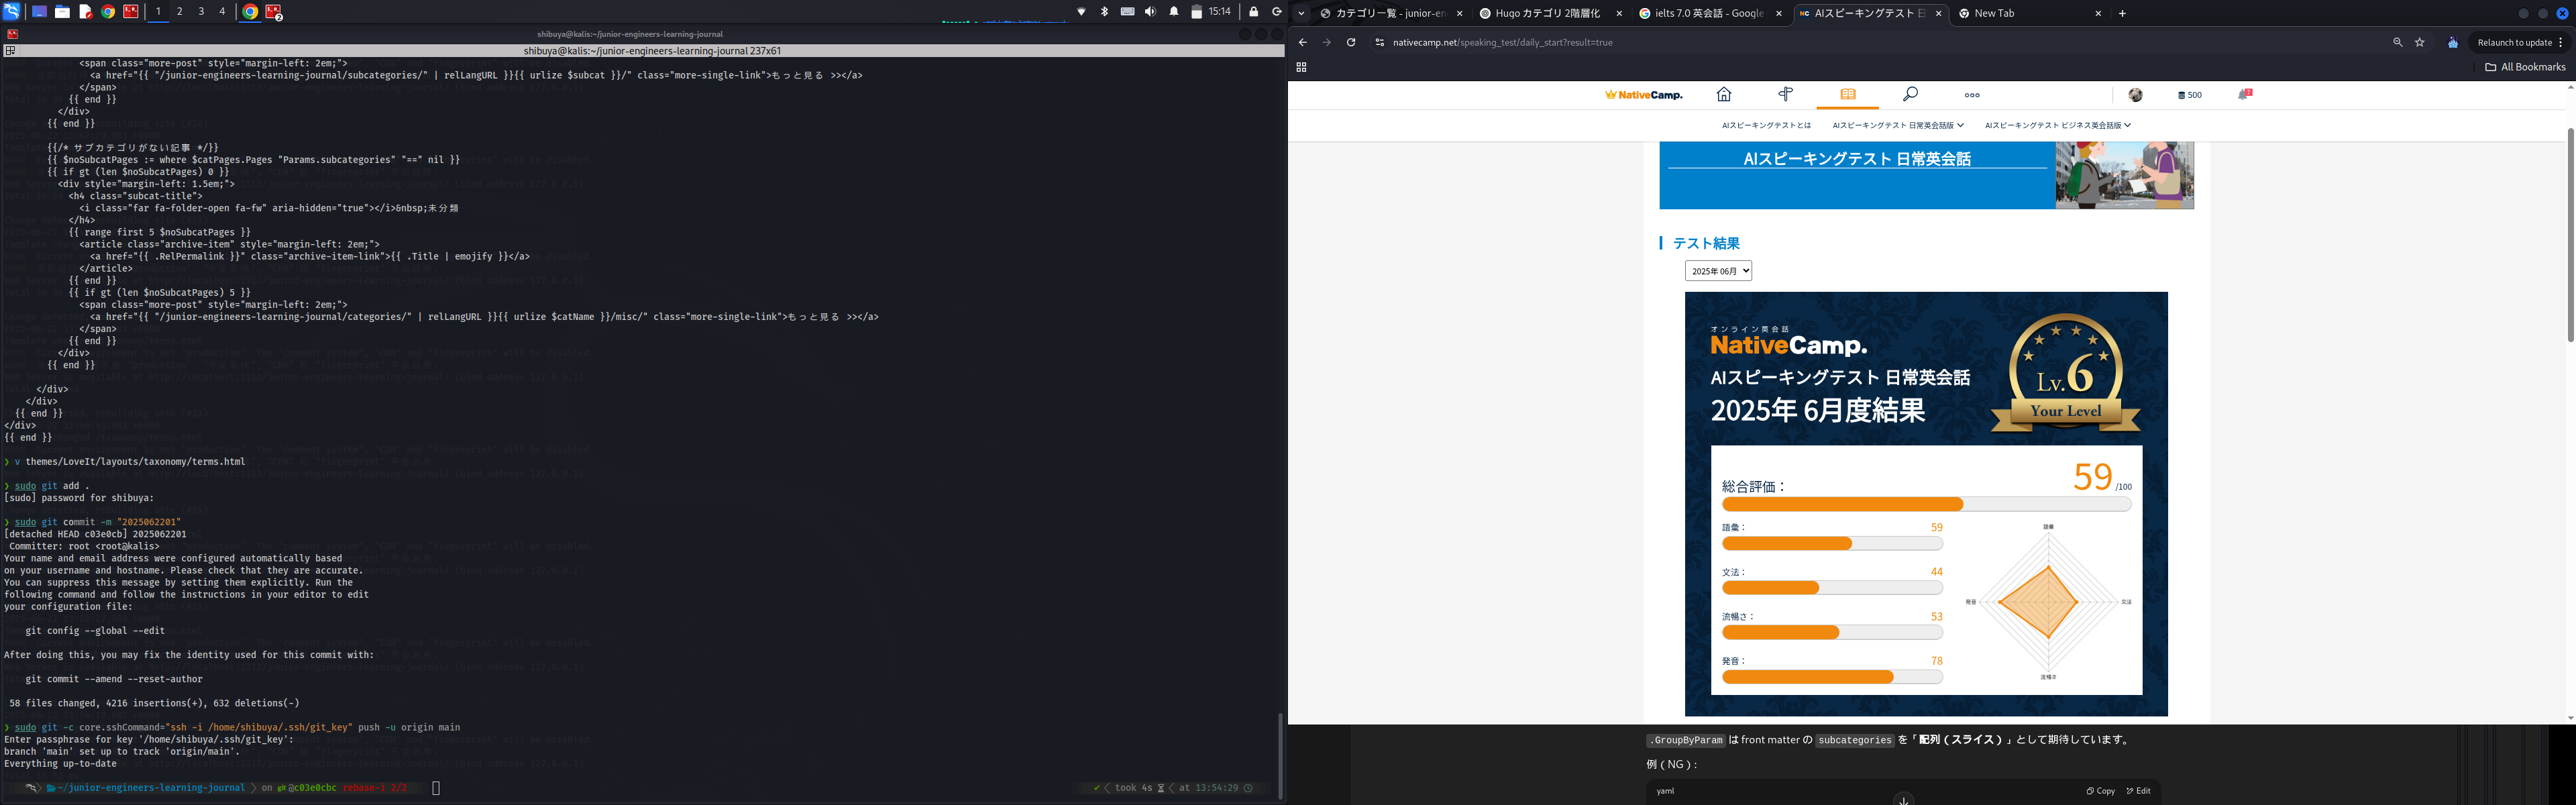 1 2 3 4 2
15:14
shibuya@kalis:~/junior-engineers-learning-journal
shibuya@kalis:~/junior-engineers-learning-journal 237x61
<span class="more-post" style="margin-left: 2em;">
<a href="{{ "/junior-engineers-learning-journal/subcategories/" | relLangURL }}{{ urlize $subcat }}/" class="more-single-link">もっと見る >></a>
</span>
{{ end }}
</div>
{{ end }}
{{/* サブカテゴリがない記事 */}}
{{ $noSubcatPages := where $catPages.Pages "Params.subcategories" "==" nil }}
{{ if gt (len $noSubcatPages) 0 }}
<div style="margin-left: 1.5em;">
<h4 class="subcat-title">
<i class="far fa-folder-open fa-fw" aria-hidden="true"></i>&nbsp;未分類
</h4>
{{ range first 5 $noSubcatPages }}
<article class="archive-item" style="margin-left: 2em;">
<a href="{{ .RelPermalink }}" class="archive-item-link">{{ .Title | emojify }}</a>
</article>
{{ end }}
{{ if gt (len $noSubcatPages) 5 }}
<span class="more-post" style="margin-left: 2em;">
<a href="{{ "/junior-engineers-learning-journal/categories/" | relLangURL }}{{ urlize $catName }}/misc/" class="more-single-link">もっと見る >></a>
</span>
{{ end }}
</div>
{{ end }}
</div>
</div>
{{ end }}
</div>
{{ end }}
❯ v themes/LoveIt/layouts/taxonomy/terms.html
❯ sudo git add .
[sudo] password for shibuya:
❯ sudo git commit -m "2025062201"
[detached HEAD c03e0cb] 2025062201
Committer: root <root@kalis>
Your name and email address were configured automatically based
on your username and hostname. Please check that they are accurate.
You can suppress this message by setting them explicitly. Run the
following command and follow the instructions in your editor to edit
your configuration file:
git config --global --edit
After doing this, you may fix the identity used for this commit with:
git commit --amend --reset-author
58 files changed, 4216 insertions(+), 632 deletions(-)
❯ sudo git -c core.sshCommand="ssh -i /home/shibuya/.ssh/git_key" push -u origin main
Enter passphrase for key '/home/shibuya/.ssh/git_key':
branch 'main' set up to track 'origin/main'.
Everything up-to-date
~/junior-engineers-learning-journal on git @c03e0cbc rebase-i 2/2
✔ took 4s at 13:54:29
カテゴリ一覧 - junior-en
Hugo カテゴリ 2階層化
ielts 7.0 英会話 - Google
AIスピーキングテスト 日
New Tab
nativecamp.net/speaking_test/daily_start?result=true
Relaunch to update
All Bookmarks
NativeCamp.
500
7
AIスピーキングテストとは
AIスピーキングテスト 日常英会話版
AIスピーキングテスト ビジネス英会話版
AIスピーキングテスト 日常英会話
テスト結果
2025年 06月
オンライン英会話
NativeCamp.
AIスピーキングテスト 日常英会話
2025年 6月度結果
Lv.6
Your Level
総合評価：
59 /100
語彙：
59
文法：
44
流暢さ：
53
発音：
78
語彙
文法
流暢さ
発音
.GroupByParam は front matter の subcategories を「配列（スライス）」として期待しています。
例（NG）：
yaml
Copy
Edit